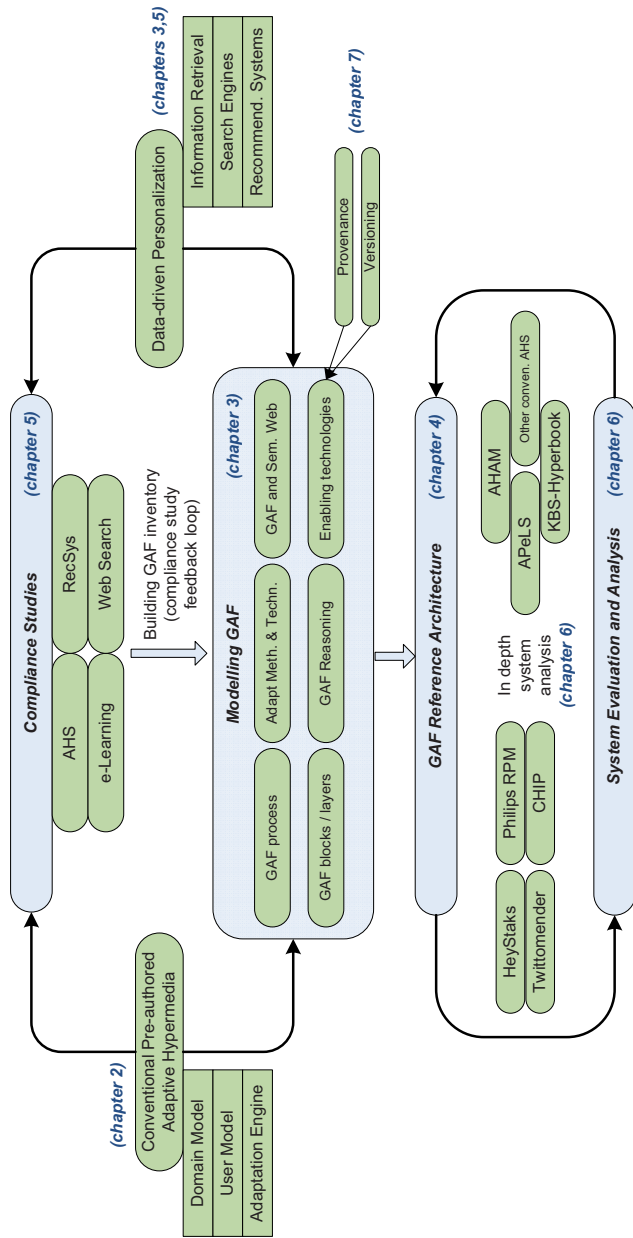 Compliance Studies
(chapter 5)
AHS
RecSys
e-Learning
Web Search
(chapter 2)
Conventional Pre-authored
Adaptive Hypermedia
Domain Model
User Model
Adaptation Engine
Building GAF inventory
(compliance study
feedback loop)
Data-driven Personalization
(chapters 3,5)
Information Retrieval
Search Engines
Recommend. Systems
Modelling GAF
(chapter 3)
GAF process
Adapt Meth. & Techn.
GAF and Sem. Web
GAF blocks / layers
GAF Reasoning
Enabling technologies
Provenance
Versioning
(chapter 7)
GAF Reference Architecture
(chapter 4)
HeyStaks
Philips RPM
Twittomender
CHIP
In depth
system
analysis
(chapter 6)
AHAM
APeLS
Other conven. AHS
KBS-Hyperbook
System Evaluation and Analysis
(chapter 6)